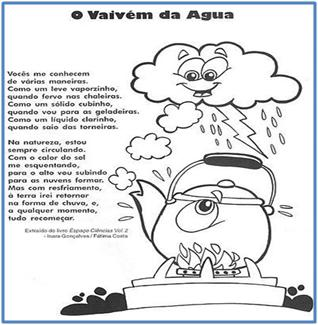 O Vaivém da Agua
Vocês me conhecem
de várias maneiras.
Como um leve vaporzinho,
quando fervo nas chaleiras.
Como um sólido cubinho,
quando vou para as geladeiras.
Como um líquido clarinho,
quando saio das torneiras.
Na natureza, estou
sempre circulando.
Com o calor do sol
me esquentando,
para o alto vou subindo
para as nuvens formar.
Mas com resfriamento,
à terra irei retornar
na forma de chuva, e,
a qualquer momento,
tudo recomeçar.
Extraído do livro Espaço Ciências Vol. 2
- Inara Gonçalves / Fátima Costa